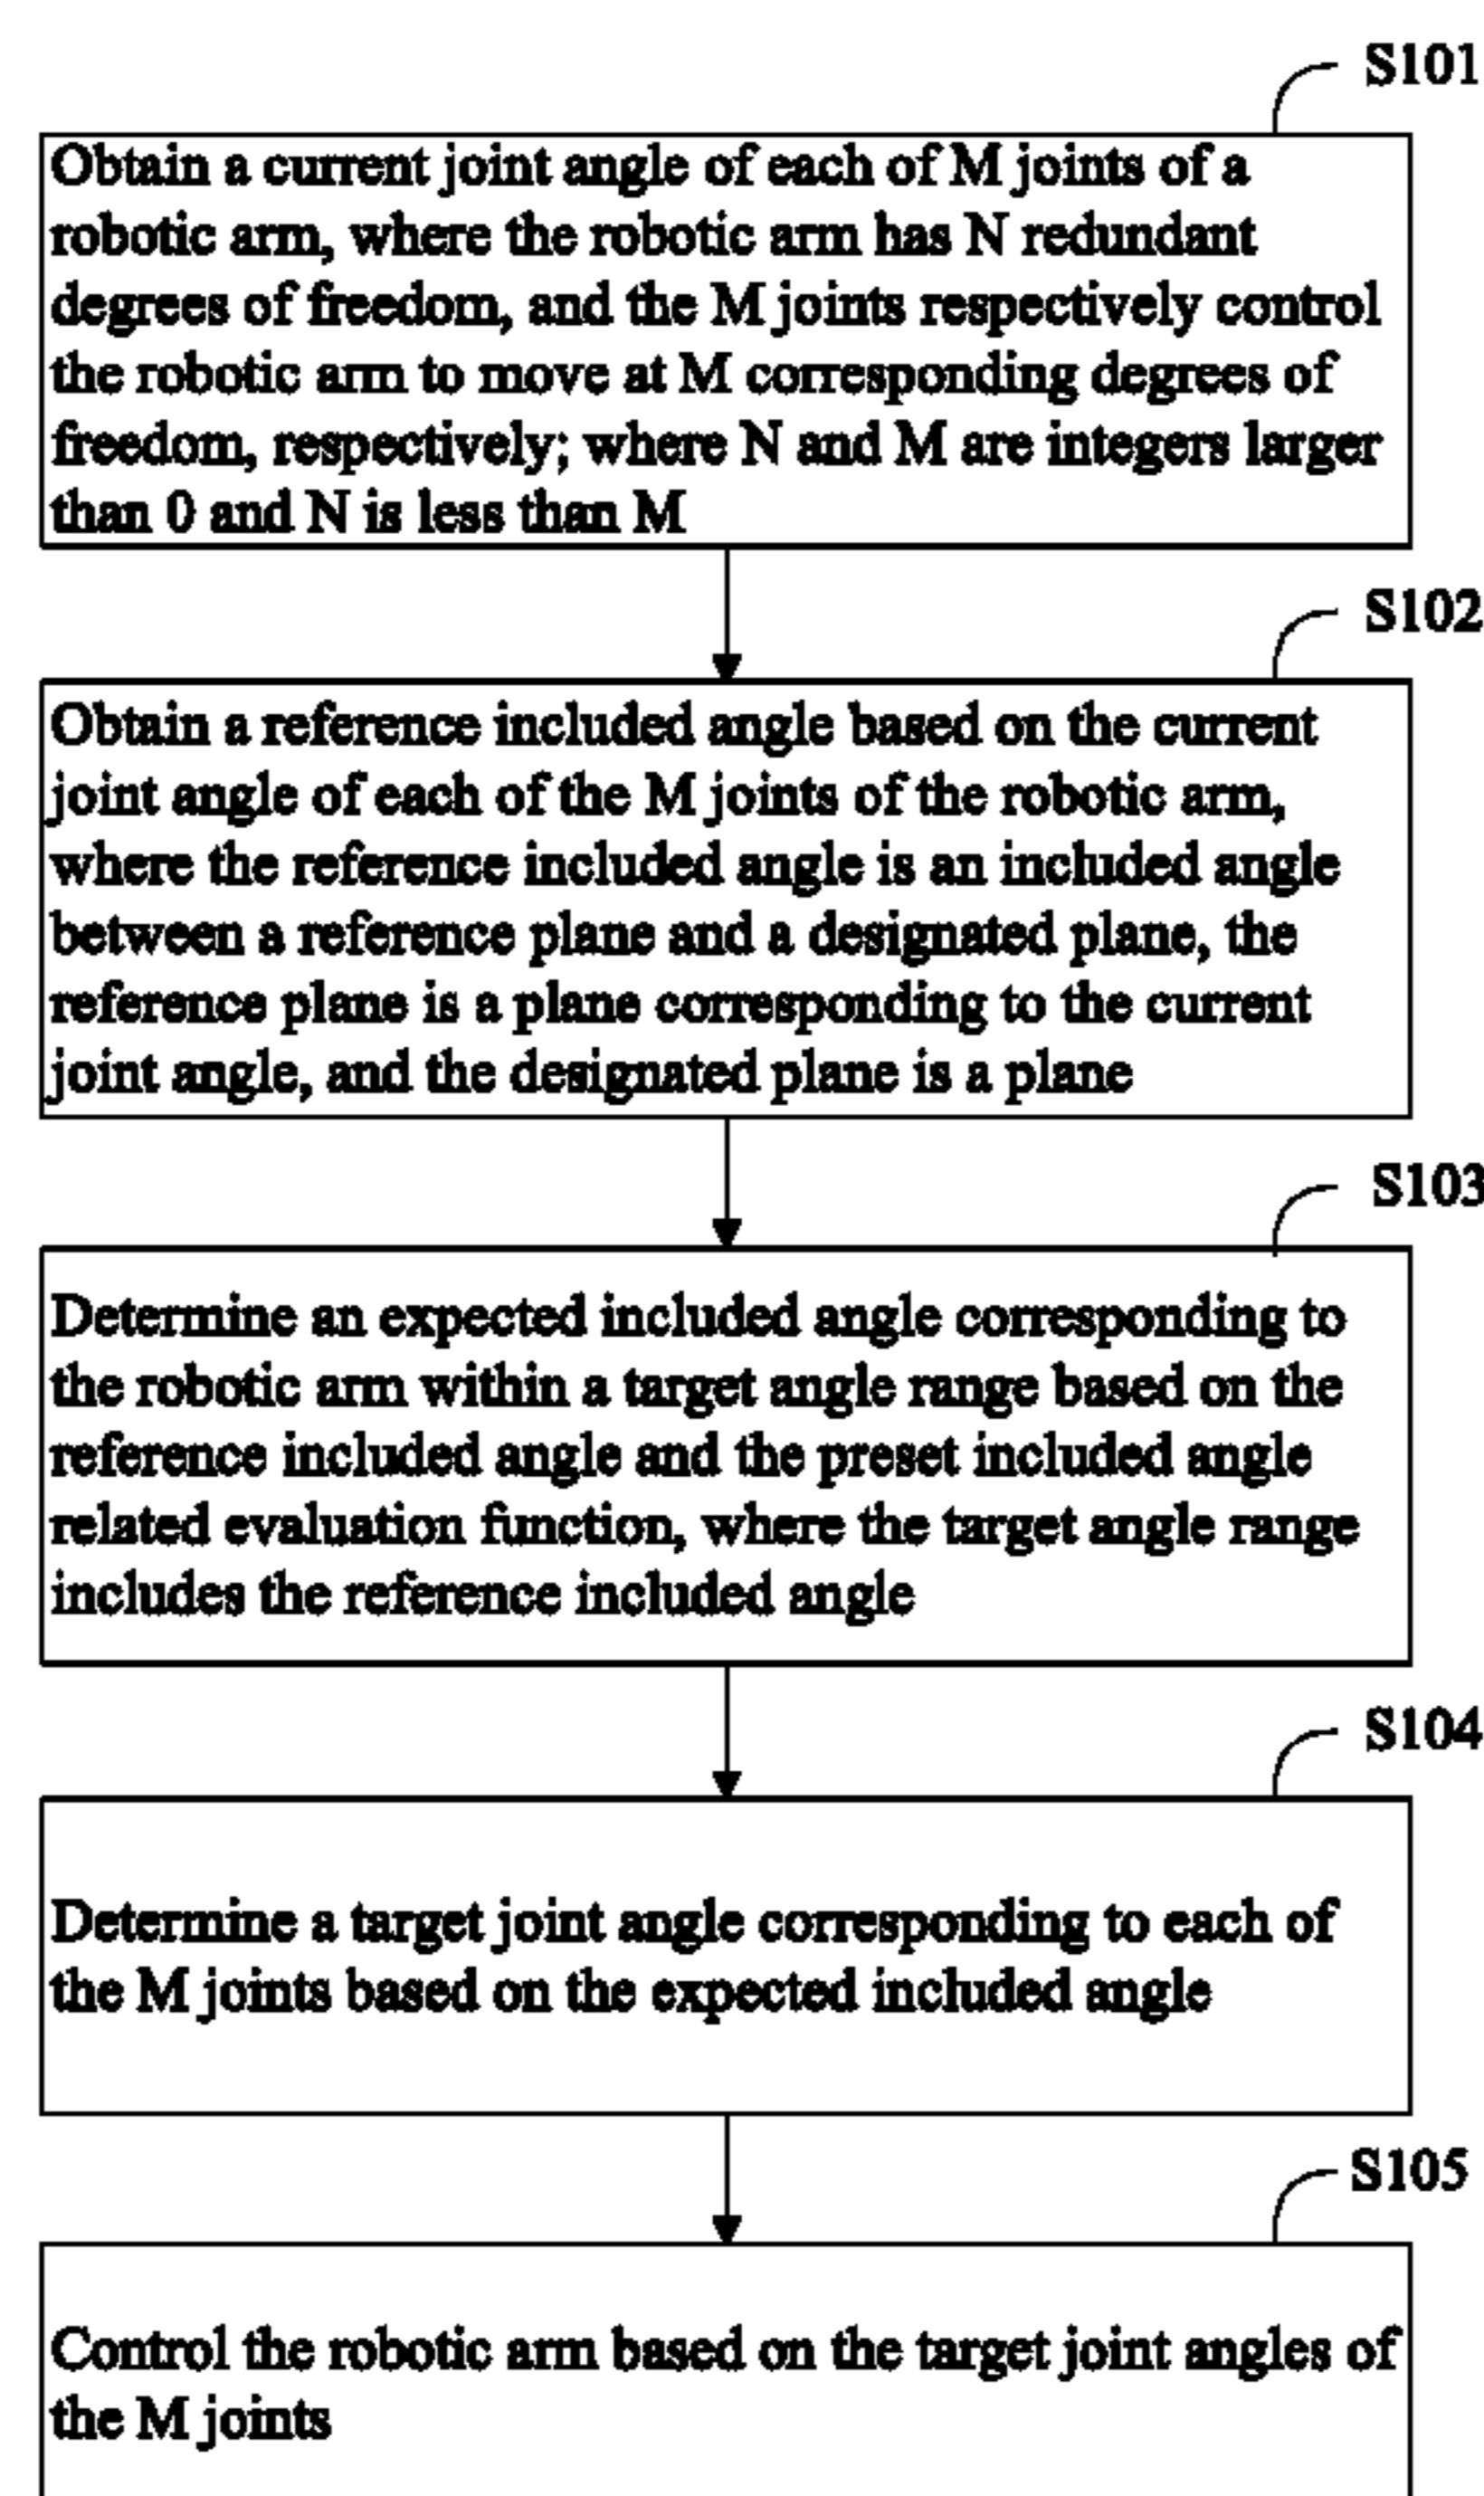 S101
Obtain a current joint angle of each of M joints of a
robotic arm, where the robotic arm has N redundant
degrees of freedom, and the M joints respectively control
the robotic arm to move at M corresponding degrees of
freedom, respectively; where N and M are integers larger
than 0 and N is less than M
S102
Obtain a reference included angle based on the current
joint angle of each of the M joints of the robotic arm,
where the reference included angle is an included angle
between a reference plane and a designated plane, the
reference plane is a plane corresponding to the current
joint angle, and the designated plane is a plane
S103
Determine an expected included angle corresponding to
the robotic arm within a target angle range based on the
reference included angle and the preset included angle
related evaluation function, where the target angle range
includes the reference included angle
S104
Determine a target joint angle corresponding to each of
the M joints based on the expected included angle
S105
Control the robotic arm based on the target joint angles of
the M joints